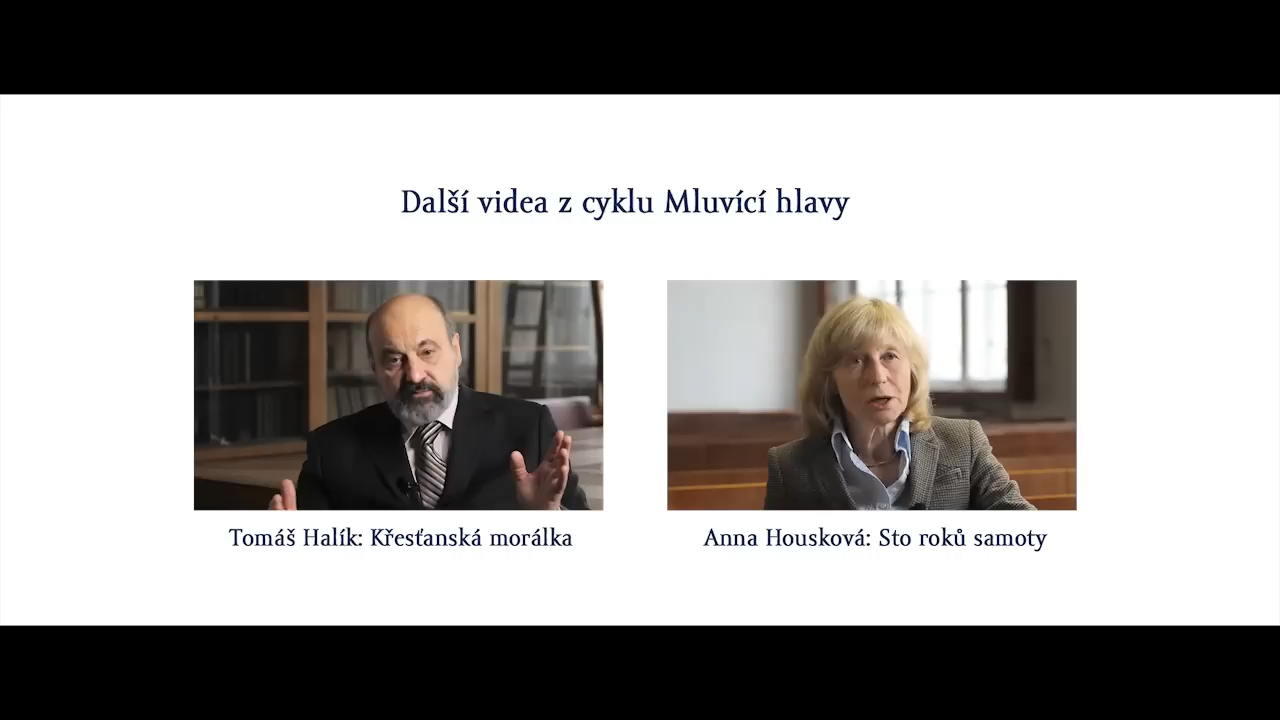 Další videa z cyklu Mluvící hlavy
Tomáš Halík: Křesťanská morálka
Anna Housková: Sto roků samoty